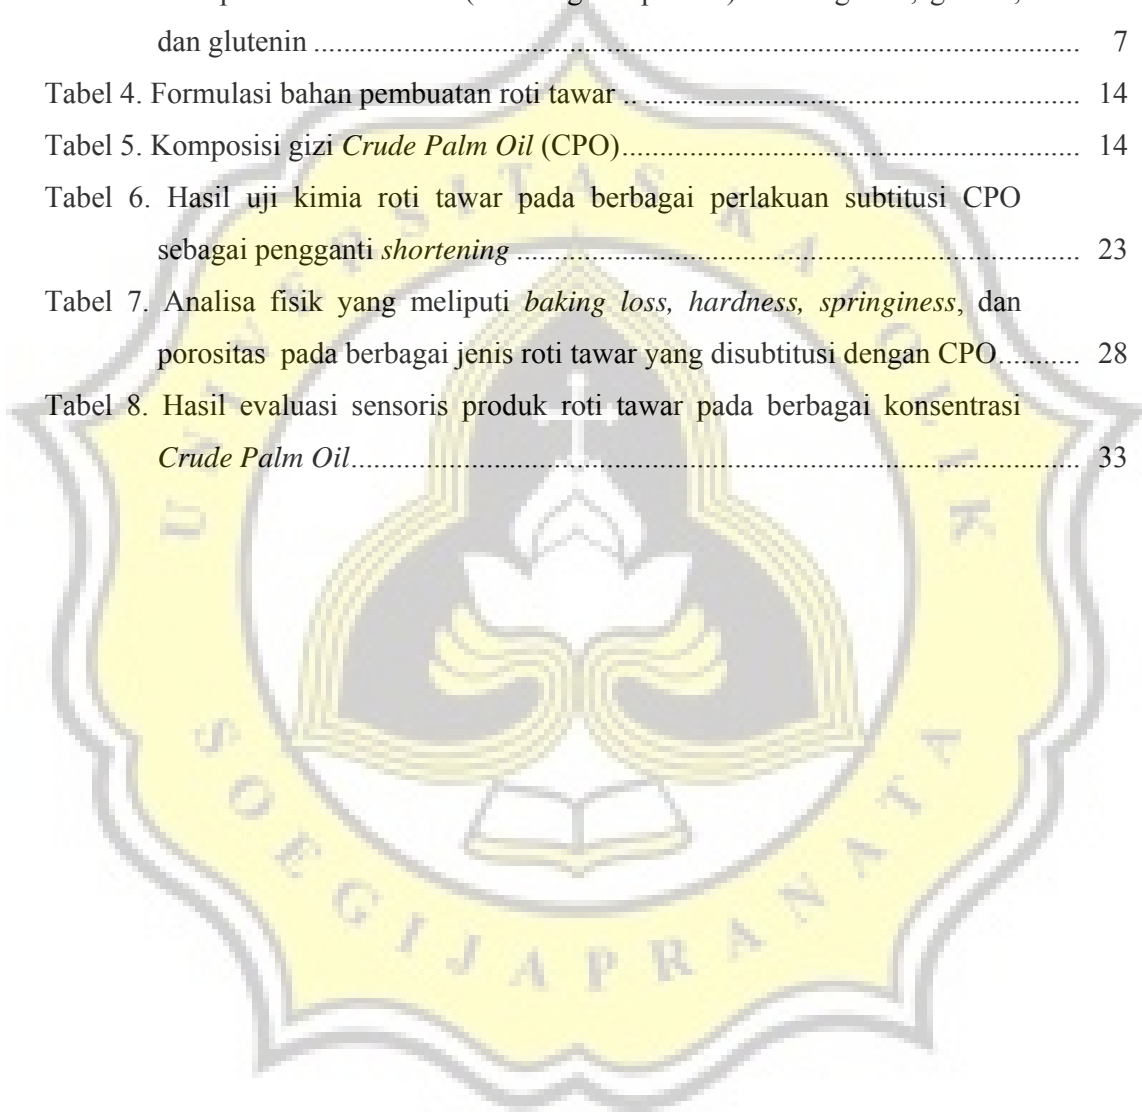 dan glutenin ................................................................................... 7
Tabel 4. Formulasi bahan pembuatan roti tawar .. ............................................... 14
Tabel 5. Komposisi gizi Crude Palm Oil (CPO)................................................. 14
Tabel 6. Hasil uji kimia roti tawar pada berbagai perlakuan subtitusi CPO
sebagai pengganti shortening ............................................................. 23
Tabel 7. Analisa fisik yang meliputi baking loss, hardness, springiness, dan
porositas pada berbagai jenis roti tawar yang disubtitusi dengan CPO.......... 28
Tabel 8. Hasil evaluasi sensoris produk roti tawar pada berbagai konsentrasi
Crude Palm Oil............................................................................... 33
UNIVERSITAS KATOLIK
SOEGIJAPRANATA